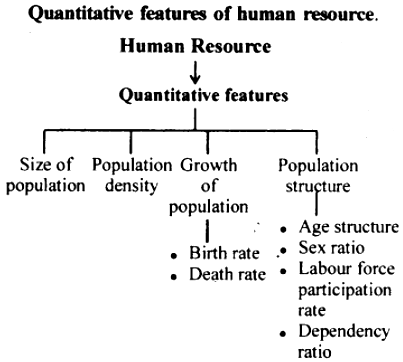 Quantitative features of human resource.
Human Resource
Quantitative features
Size of population
Population density
Growth of population
• Birth rate
• Death rate
Population structure
• Age structure
• Sex ratio
• Labour force participation rate
• Dependency ratio